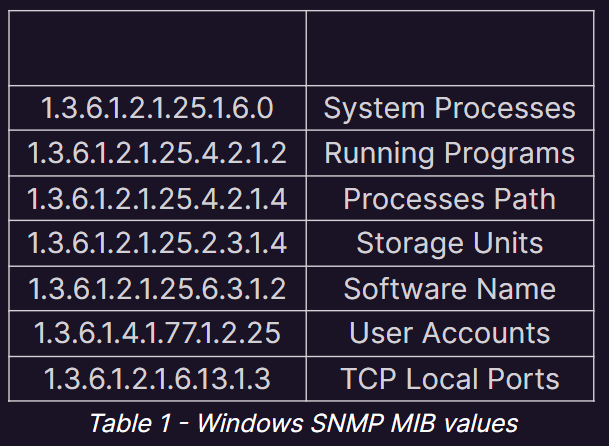 1.3.6.1.2.1.25.1.6.0 System Processes
1.3.6.1.2.1.25.4.2.1.2 Running Programs
1.3.6.1.2.1.25.4.2.1.4 Processes Path
1.3.6.1.2.1.25.2.3.1.4 Storage Units
1.3.6.1.2.1.25.6.3.1.2 Software Name
1.3.6.1.4.1.77.1.2.25 User Accounts
1.3.6.1.2.1.6.13.1.3 TCP Local Ports
Table 1 - Windows SNMP MIB values